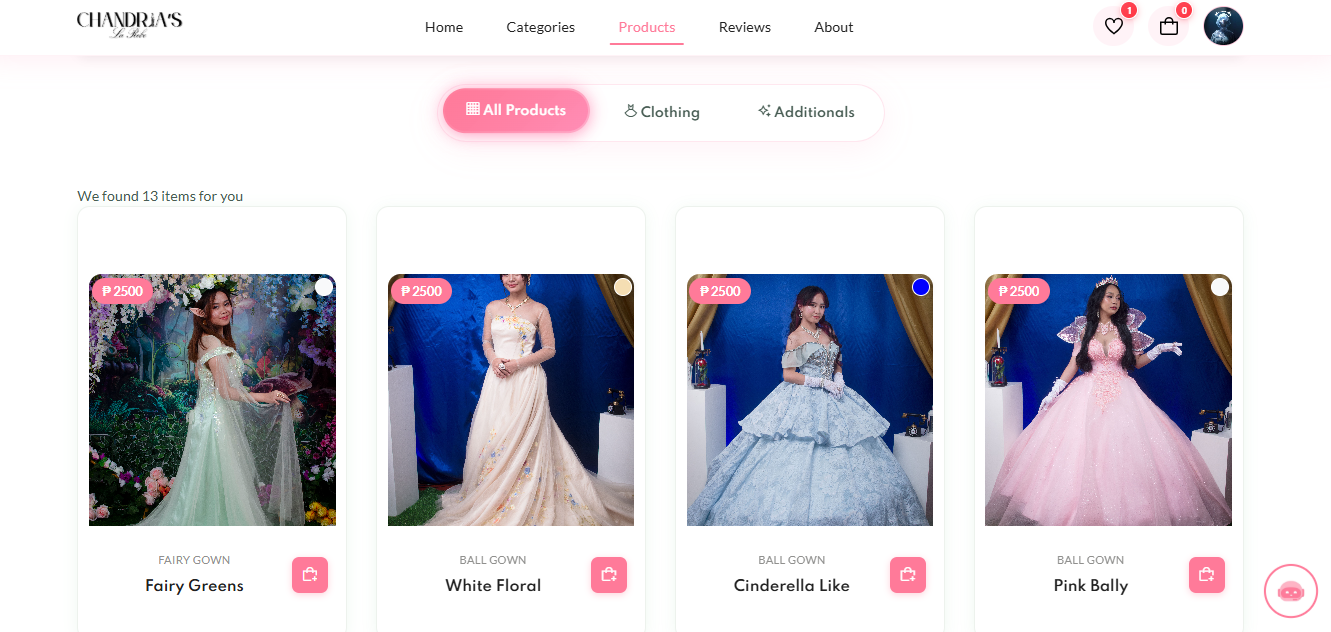 CHANDRIA'S
La Robe
Home
Categories
Products
Reviews
About
1
0
All Products
Clothing
Additionals
We found 13 items for you
₱ 2500
₱ 2500
₱ 2500
₱ 2500
FAIRY GOWN
Fairy Greens
BALL GOWN
White Floral
BALL GOWN
Cinderella Like
BALL GOWN
Pink Bally